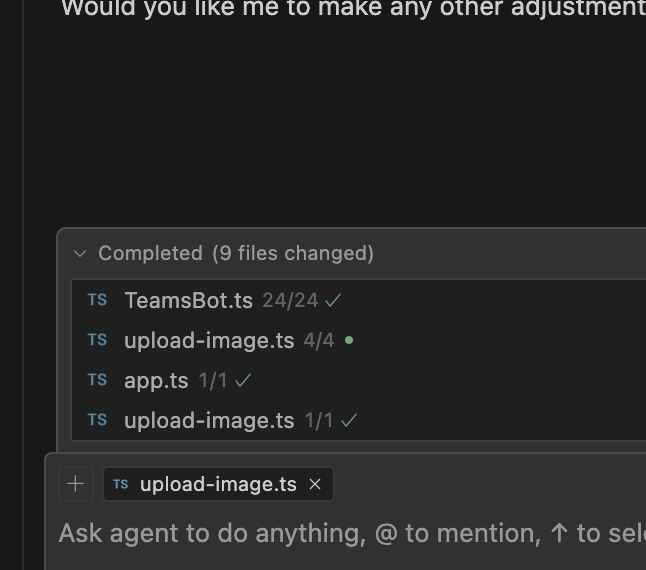 Would you like me to make any other adjustment
Completed (9 files changed)
TS TeamsBot.ts 24/24 ✓
TS upload-image.ts 4/4 •
TS app.ts 1/1 ✓
TS upload-image.ts 1/1 ✓
+ TS upload-image.ts ×
Ask agent to do anything, @ to mention, ↑ to sel